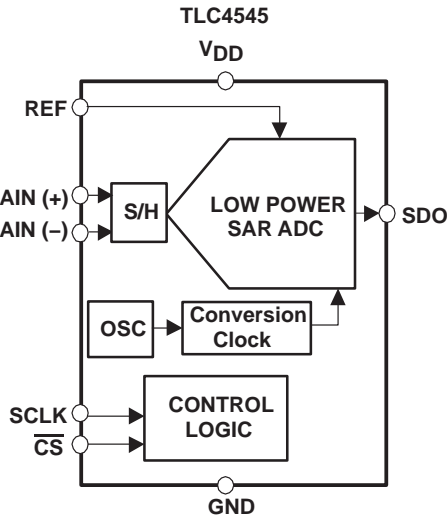 TLC4545
VDD
REF
AIN (+)
S/H
LOW POWER
SAR ADC
SDO
AIN (–)
OSC
Conversion
Clock
SCLK
CONTROL
LOGIC
CS
GND